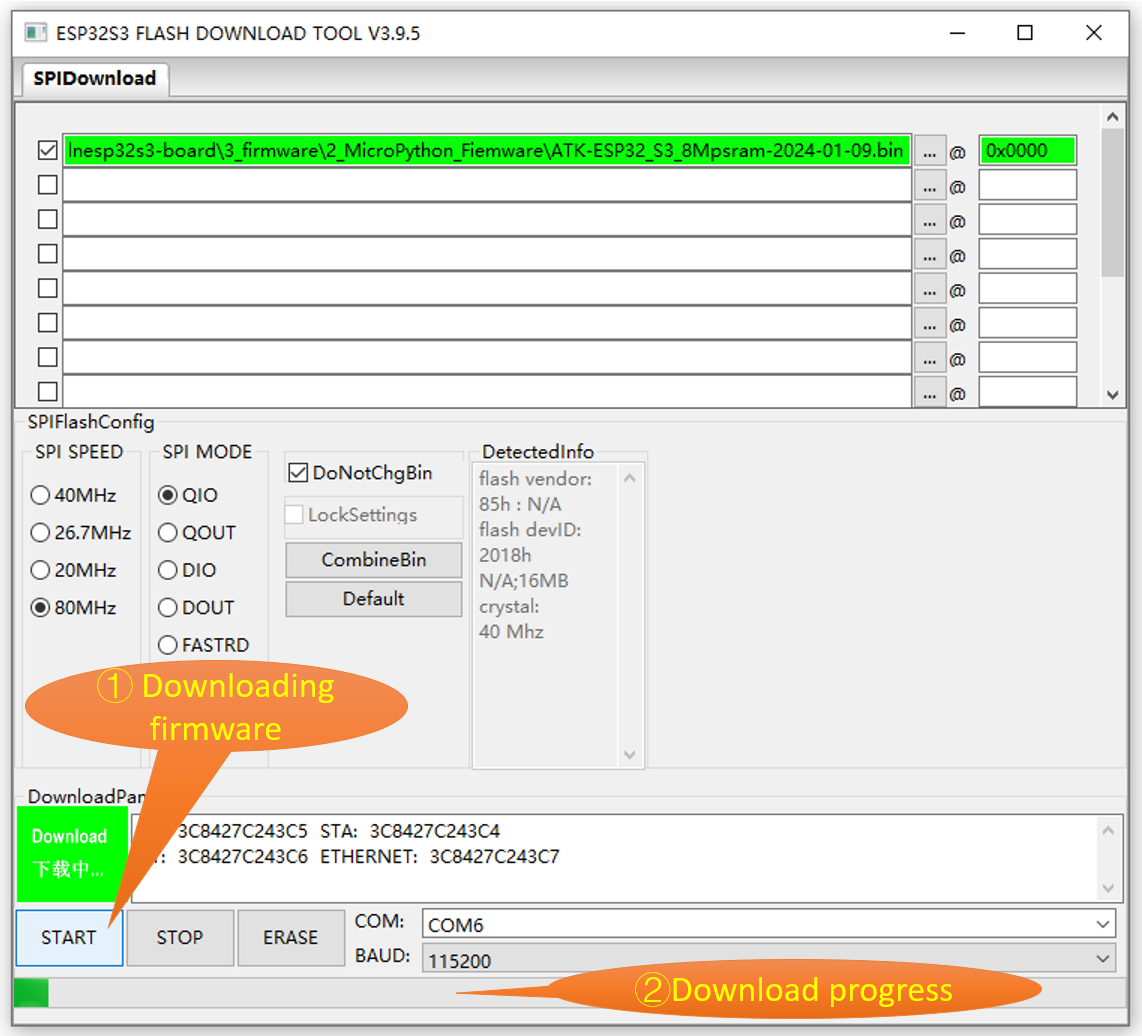 ESP32S3 FLASH DOWNLOAD TOOL V3.9.5
SPIDownload
lnesp32s3-board\3_firmware\2_MicroPython_Fiemware\ATK-ESP32_S3_8Mpsram-2024-01-09.bin ... @ 0x0000
... @
... @
... @
... @
... @
... @
... @
SPIFlashConfig
SPI SPEED
40MHz
26.7MHz
20MHz
80MHz
SPI MODE
QIO
QOUT
DIO
DOUT
FASTRD
DoNotChgBin
LockSettings
CombineBin
Default
DetectedInfo
flash vendor:
85h : N/A
flash devID:
2018h
N/A;16MB
crystal:
40 Mhz
① Downloading
firmware
DownloadPan
Download
下载中...
3C8427C243C5 STA: 3C8427C243C4
: 3C8427C243C6 ETHERNET: 3C8427C243C7
START
STOP
ERASE
COM:
COM6
BAUD:
115200
②Download progress